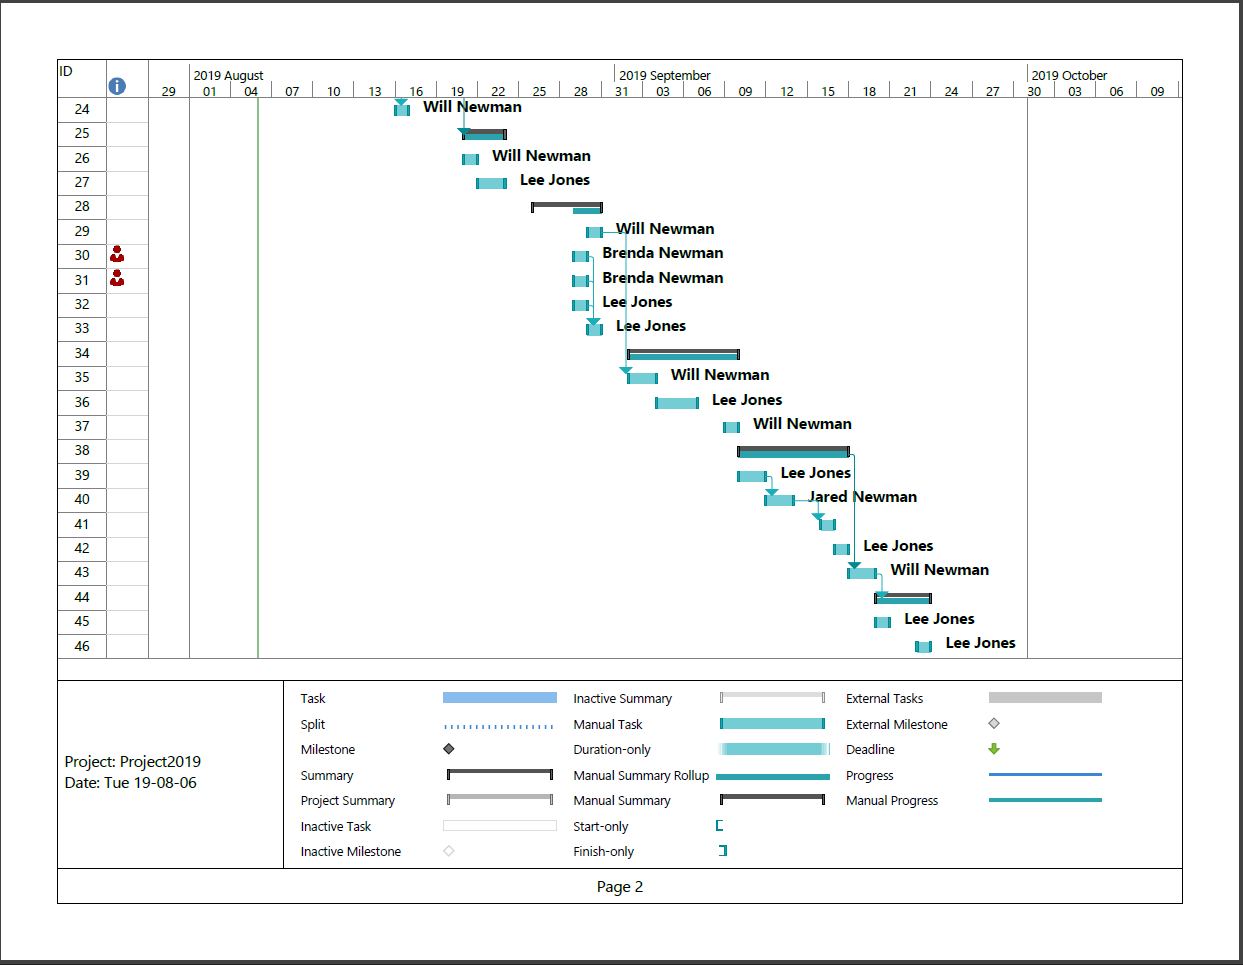 ID
2019 August
2019 September
2019 October
29 01 04 07 10 13 16 19 22 25 28 31 03 06 09 12 15 18 21 24 27 30 03 06 09
24 Will Newman
25
26 Will Newman
27 Lee Jones
28
29 Will Newman
30 Brenda Newman
31 Brenda Newman
32 Lee Jones
33 Lee Jones
34
35 Will Newman
36 Lee Jones
37 Will Newman
38
39 Lee Jones
40 Jared Newman
41
42 Lee Jones
43 Will Newman
44
45 Lee Jones
46 Lee Jones
Project: Project2019
Date: Tue 19-08-06
Task
Split
Milestone
Summary
Project Summary
Inactive Task
Inactive Milestone
Inactive Summary
Manual Task
Duration-only
Manual Summary Rollup
Manual Summary
Start-only
Finish-only
External Tasks
External Milestone
Deadline
Progress
Manual Progress
Page 2